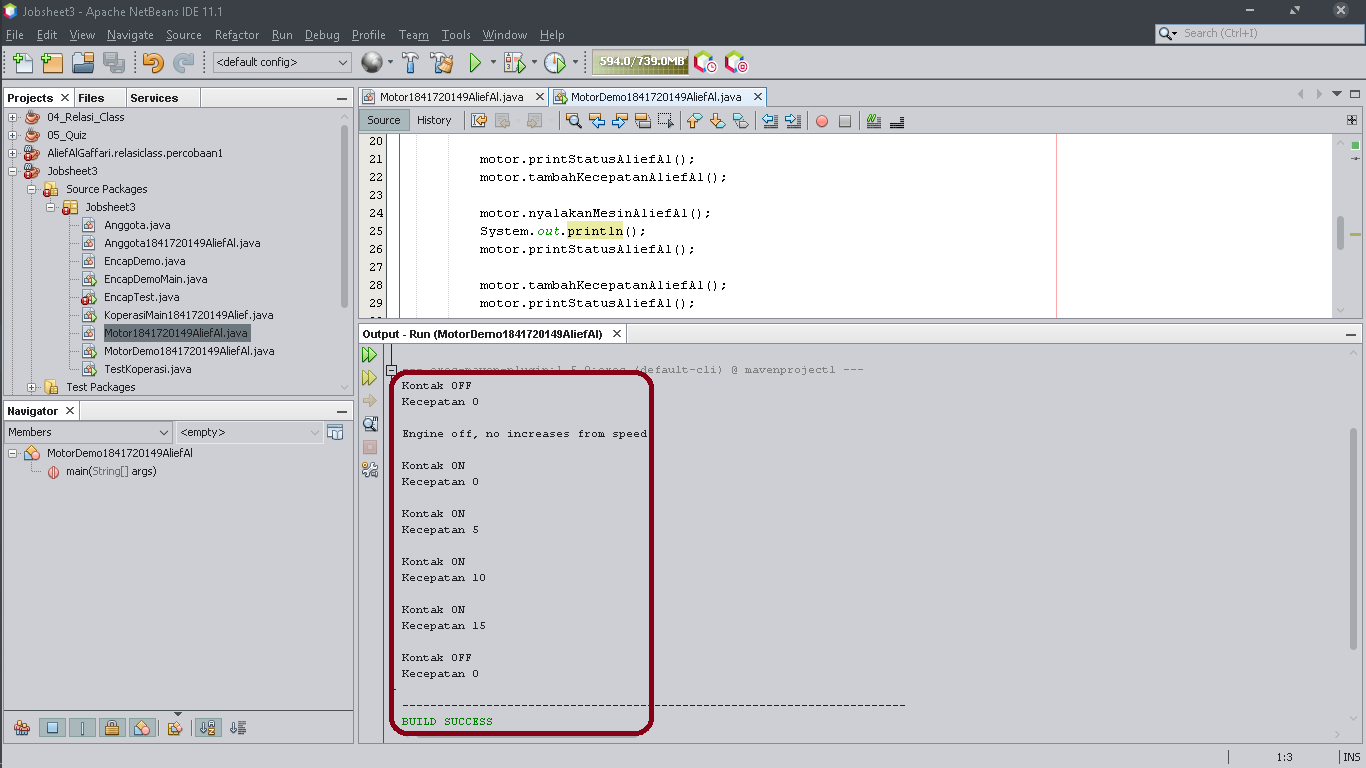 Jobsheet3 - Apache NetBeans IDE 11.1
File Edit View Navigate Source Refactor Run Debug Profile Team Tools Window Help
Search (Ctrl+I)
<default config>
594.0/739.0MB
Projects Files Services
04_Relasi_Class
05_Quiz
AliefAlGaffari.relasiclass.percobaan1
Jobsheet3
Source Packages
Jobsheet3
Anggota.java
Anggota1841720149AliefAl.java
EncapDemo.java
EncapDemoMain.java
EncapTest.java
KoperasiMain1841720149Alief.java
Motor1841720149AliefAl.java
MotorDemo1841720149AliefAl.java
TestKoperasi.java
Test Packages
Navigator
Members <empty>
MotorDemo1841720149AliefAl
main(String[] args)
Motor1841720149AliefAl.java MotorDemo1841720149AliefAl.java
Source History
20
21 motor.printStatusAliefAl();
22 motor.tambahKecepatanAliefAl();
23
24 motor.nyalakanMesinAliefAl();
25 System.out.println();
26 motor.printStatusAliefAl();
27
28 motor.tambahKecepatanAliefAl();
29 motor.printStatusAliefAl();
Output - Run (MotorDemo1841720149AliefAl)
--- exec-maven-plugin:1.5.0:exec (default-cli) @ mavenproject1 ---
Kontak OFF
Kecepatan 0
Engine off, no increases from speed
Kontak ON
Kecepatan 0
Kontak ON
Kecepatan 5
Kontak ON
Kecepatan 10
Kontak ON
Kecepatan 15
Kontak OFF
Kecepatan 0
------------------------------------------------------------------------
BUILD SUCCESS
1:3 INS